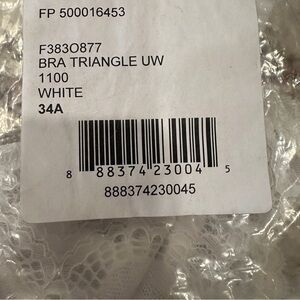 FP 500016453
F383O877
BRA TRIANGLE UW
1100
WHITE
34A
8 88374 23004 5
888374230045